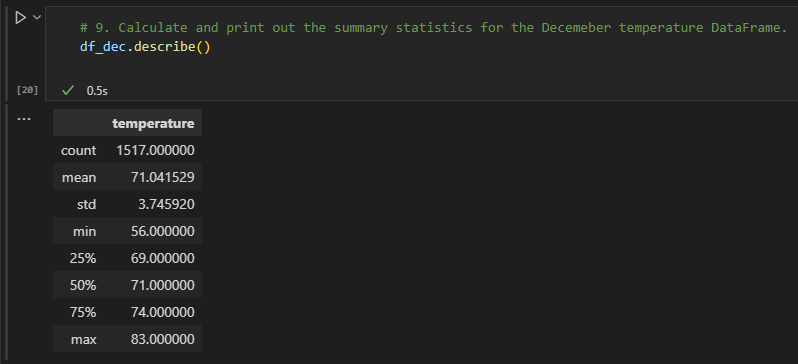 # 9. Calculate and print out the summary statistics for the Decemeber temperature DataFrame.
df_dec.describe()
[20] 0.5s
...
temperature
count 1517.000000
mean 71.041529
std 3.745920
min 56.000000
25% 69.000000
50% 71.000000
75% 74.000000
max 83.000000